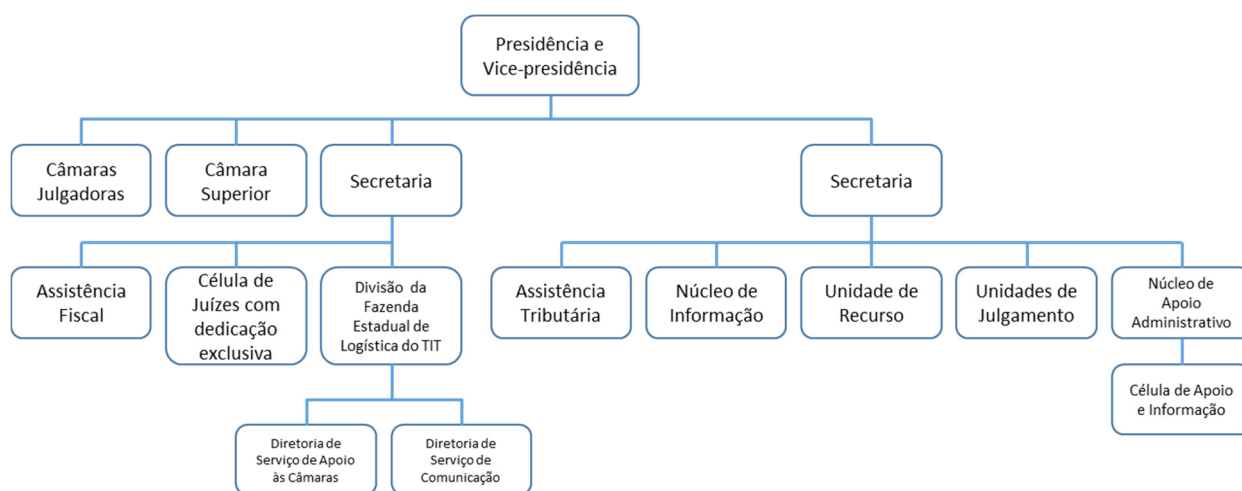 Presidência e
Vice-presidência
Câmaras
Julgadoras
Câmara
Superior
Secretaria
Secretaria
Assistência
Fiscal
Célula de
Juízes com
dedicação
exclusiva
Divisão da
Fazenda
Estadual de
Logística do TIT
Assistência
Tributária
Núcleo de
Informação
Unidade de
Recurso
Unidades de
Julgamento
Núcleo de
Apoio
Administrativo
Célula de Apoio
e Informação
Diretoria de
Serviço de Apoio
às Câmaras
Diretoria de
Serviço de
Comunicação